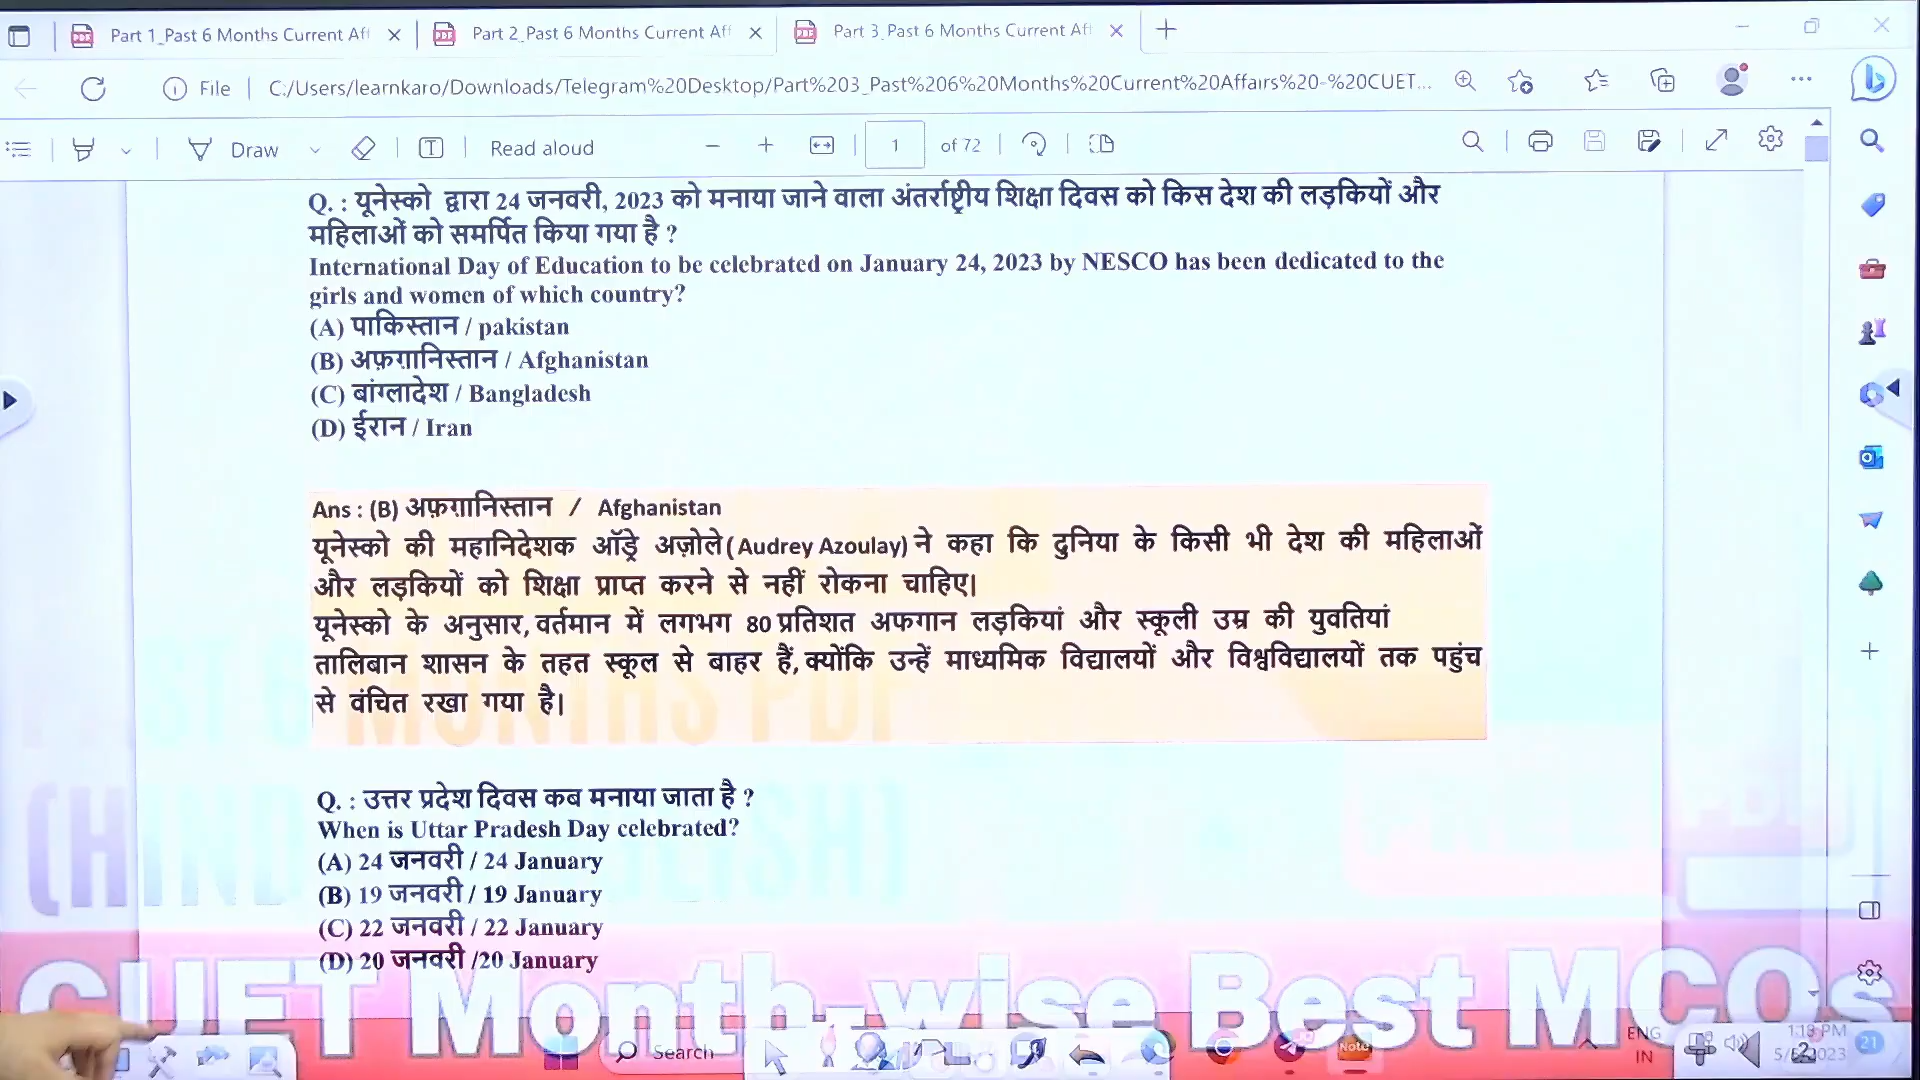 Part 1_Past 6 Months Current Aff
Part 2_Past 6 Months Current Aff
Part 3_Past 6 Months Current Aff
File
C:/Users/learnkaro/Downloads/Telegram%20Desktop/Part%203_Past%206%20Months%20Current%20Affairs%20-%20CUET...
Draw
Read aloud
1
of 72
Q. : यूनेस्को द्वारा 24 जनवरी, 2023 को मनाया जाने वाला अंतर्राष्ट्रीय शिक्षा दिवस को किस देश की लड़कियों और
महिलाओं को समर्पित किया गया है ?
International Day of Education to be celebrated on January 24, 2023 by NESCO has been dedicated to the
girls and women of which country?
(A) पाकिस्तान / pakistan
(B) अफ़ग़ानिस्तान / Afghanistan
(C) बांग्लादेश / Bangladesh
(D) ईरान / Iran
Ans : (B) अफ़ग़ानिस्तान / Afghanistan
यूनेस्को की महानिदेशक ऑड्रे अज़ोले(Audrey Azoulay) ने कहा कि दुनिया के किसी भी देश की महिलाओं
और लड़कियों को शिक्षा प्राप्त करने से नहीं रोकना चाहिए।
यूनेस्को के अनुसार, वर्तमान में लगभग 80 प्रतिशत अफगान लड़कियां और स्कूली उम्र की युवतियां
तालिबान शासन के तहत स्कूल से बाहर हैं, क्योंकि उन्हें माध्यमिक विद्यालयों और विश्वविद्यालयों तक पहुंच
से वंचित रखा गया है।
Q. : उत्तर प्रदेश दिवस कब मनाया जाता है ?
When is Uttar Pradesh Day celebrated?
(A) 24 जनवरी / 24 January
(B) 19 जनवरी / 19 January
(C) 22 जनवरी / 22 January
(D) 20 जनवरी /20 January
CUET Month-wise Best MCQs
Search
Note
ENG
IN
1:18 PM
5/5/2023
2
21